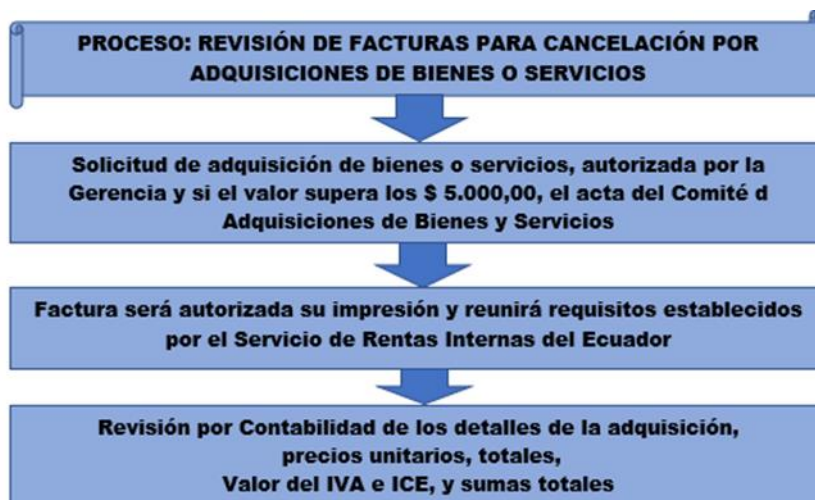 PROCESO: REVISIÓN DE FACTURAS PARA CANCELACIÓN POR
ADQUISICIONES DE BIENES O SERVICIOS
Solicitud de adquisición de bienes o servicios, autorizada por la
Gerencia y si el valor supera los $ 5.000,00, el acta del Comité d
Adquisiciones de Bienes y Servicios
Factura será autorizada su impresión y reunirá requisitos establecidos
por el Servicio de Rentas Internas del Ecuador
Revisión por Contabilidad de los detalles de la adquisición,
precios unitarios, totales,
Valor del IVA e ICE, y sumas totales